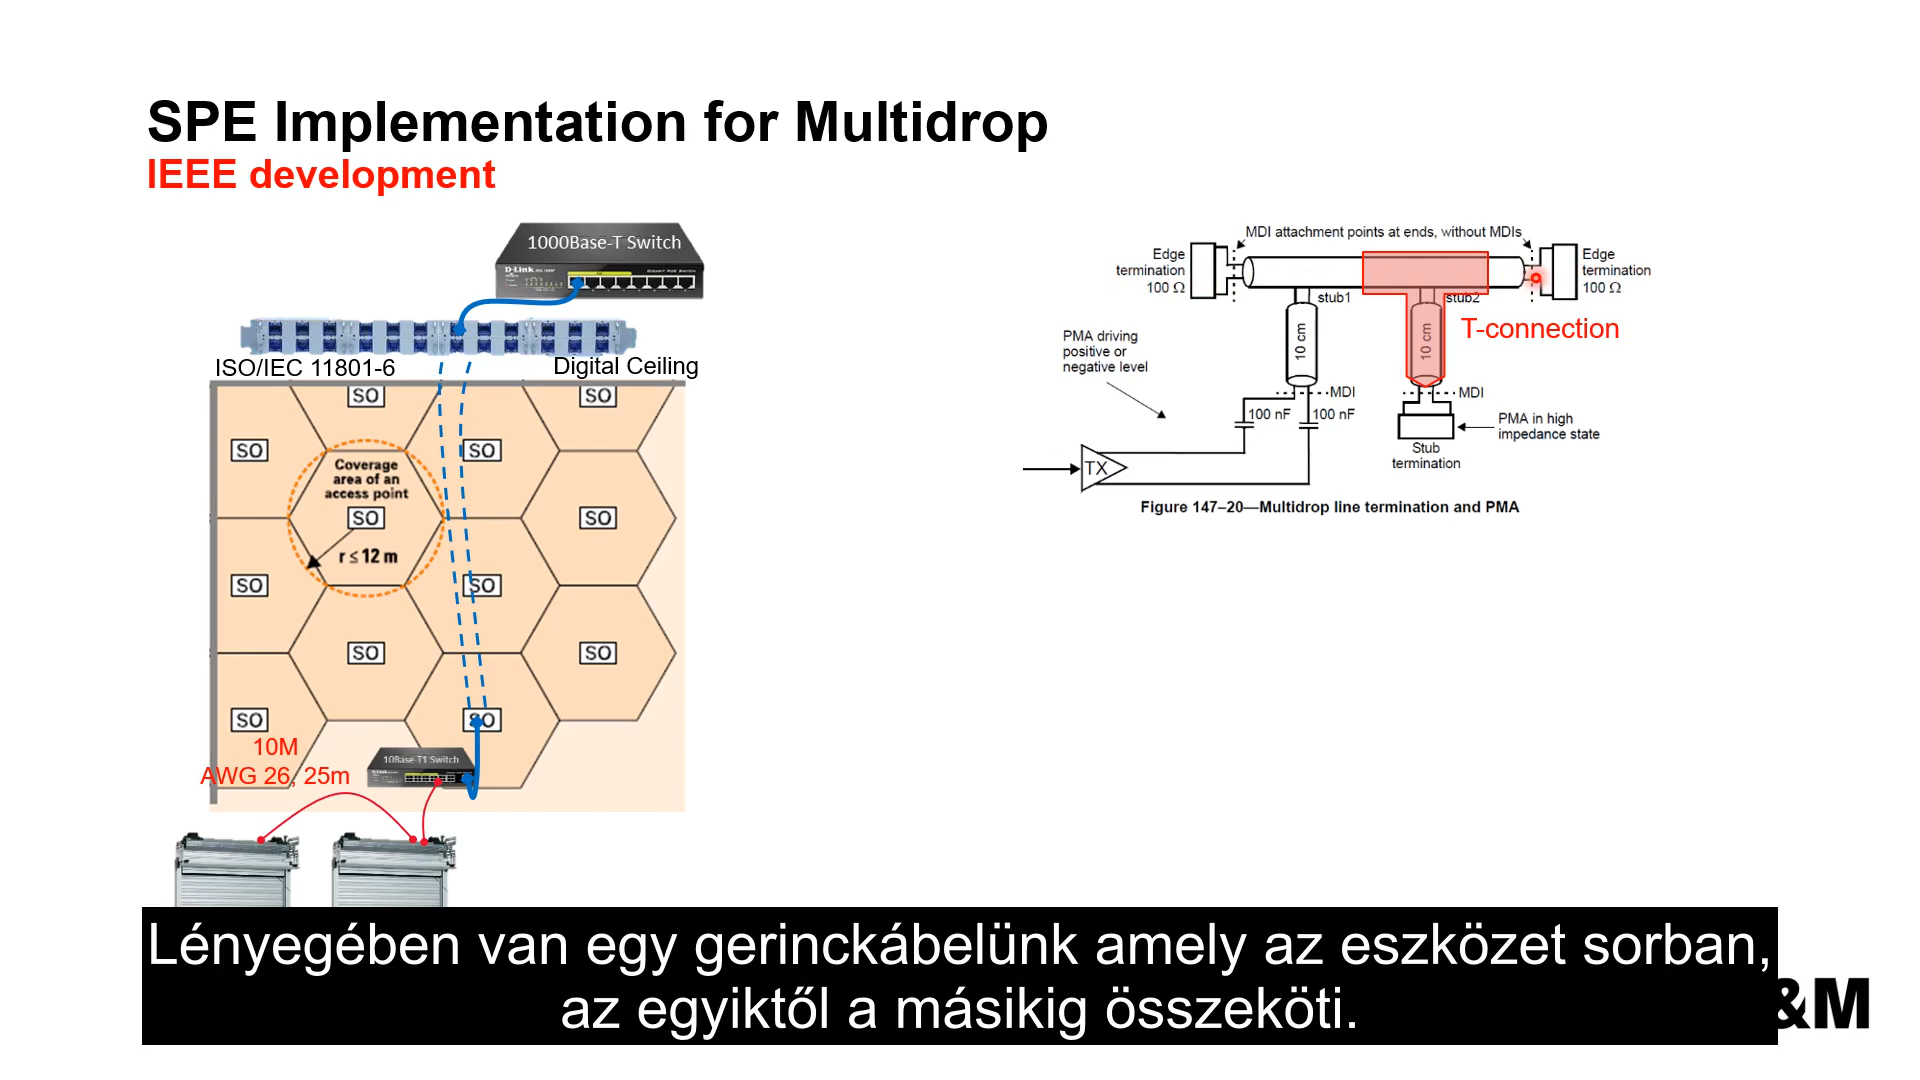 SPE Implementation for Multidrop
IEEE development
1000Base-T Switch
D-Link
ISO/IEC 11801-6
Digital Ceiling
SO
SO
SO
SO
Coverage
area of an
access point
SO
SO
r ≤ 12 m
SO
SO
SO
SO
SO
SO
10M
AWG 26, 25m
10Base-T1 Switch
MDI attachment points at ends, without MDIs
Edge
termination
100 Ω
Edge
termination
100 Ω
stub1
stub2
T-connection
10 cm
10 cm
PMA driving
positive or
negative level
MDI
MDI
100 nF
100 nF
PMA in high
impedance state
Stub
termination
TX
Figure 147–20—Multidrop line termination and PMA
Lényegében van egy gerinckábelünk amely az eszközet sorban,
az egyiktől a másikig összeköti.
&M